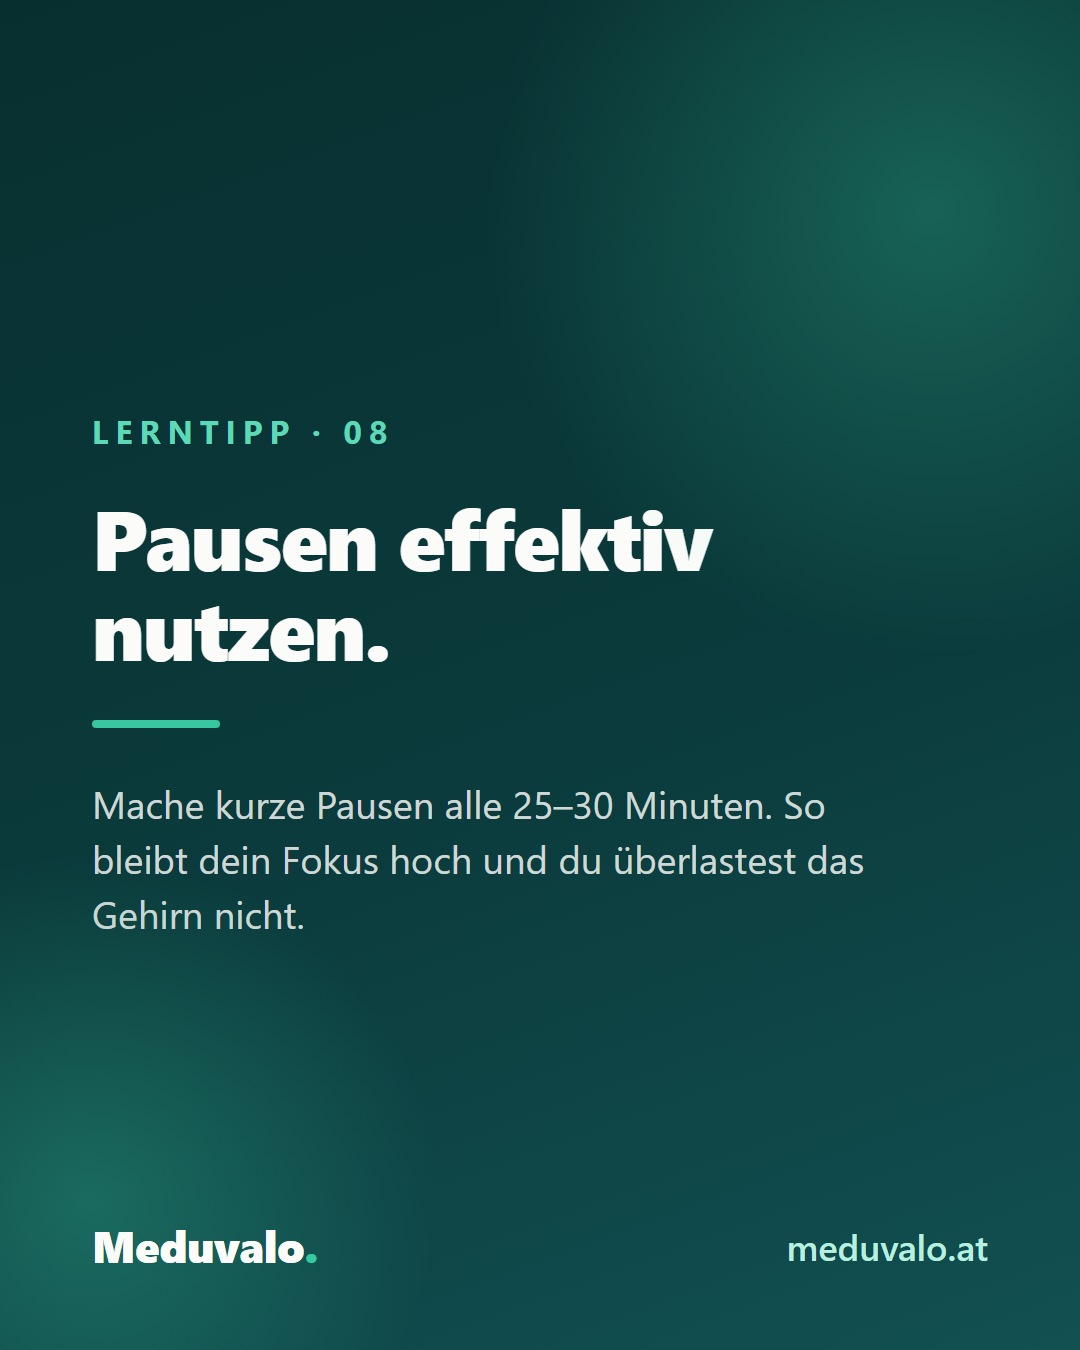 LERNTIPP · 08
Pausen effektiv
nutzen.
Mache kurze Pausen alle 25–30 Minuten. So
bleibt dein Fokus hoch und du überlastest das
Gehirn nicht.
Meduvalo.
meduvalo.at